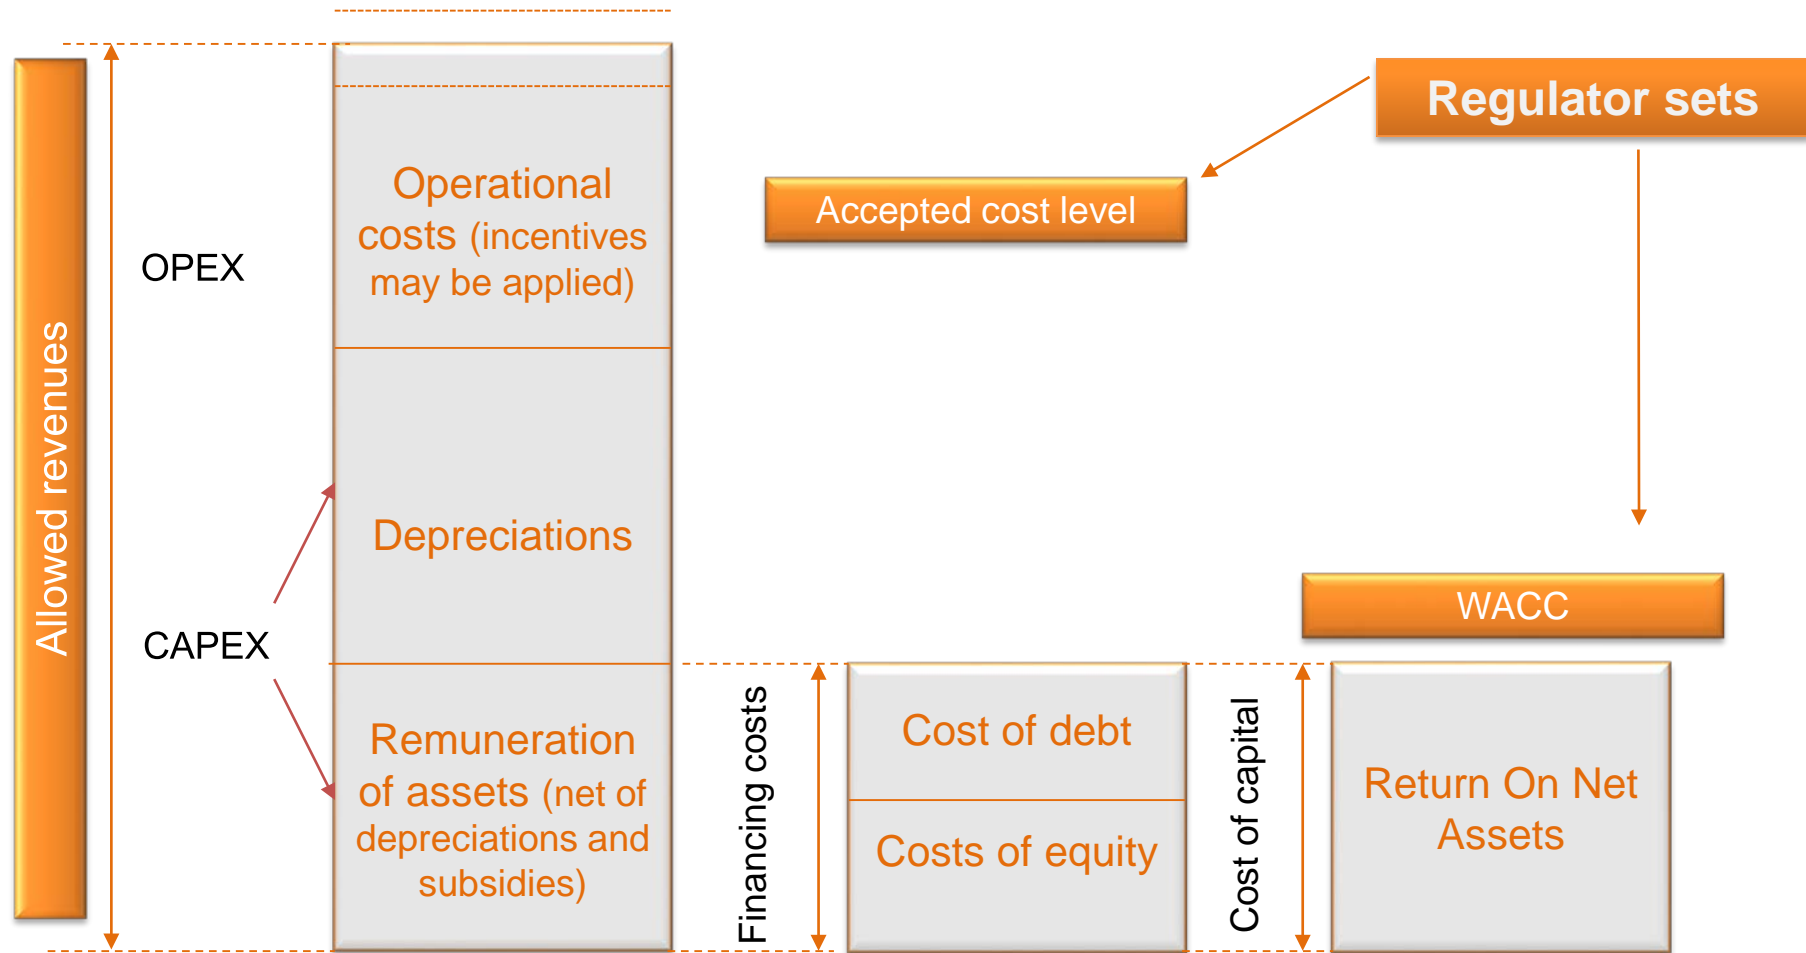 Allowed revenues
OPEX
CAPEX
Operational
costs (incentives
may be applied)
Depreciations
Remuneration
of assets (net of
depreciations and
subsidies)
Regulator sets
Accepted cost level
WACC
Financing costs
Cost of debt
Costs of equity
Cost of capital
Return On Net
Assets